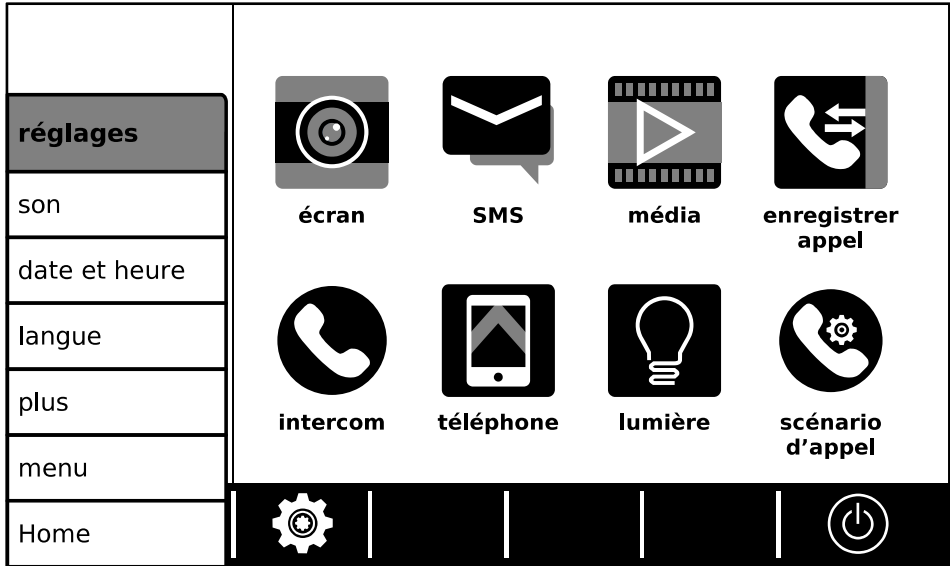 réglages
son
date et heure
langue
plus
menu
Home
écran
SMS
média
enregistrer
appel
intercom
téléphone
lumière
scénario
d'appel